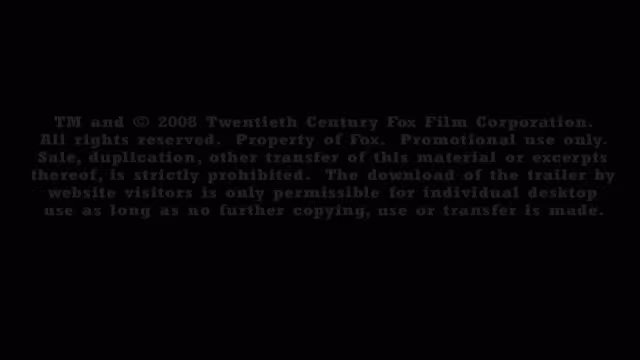 TM and © 2008 Twentieth Century Fox Film Corporation.
All rights reserved. Property of Fox. Promotional use only.
Sale, duplication, other transfer of this material or excerpts
thereof, is strictly prohibited. The download of the trailer by
website visitors is only permissible for individual desktop
use as long as no further copying, use or transfer is made.